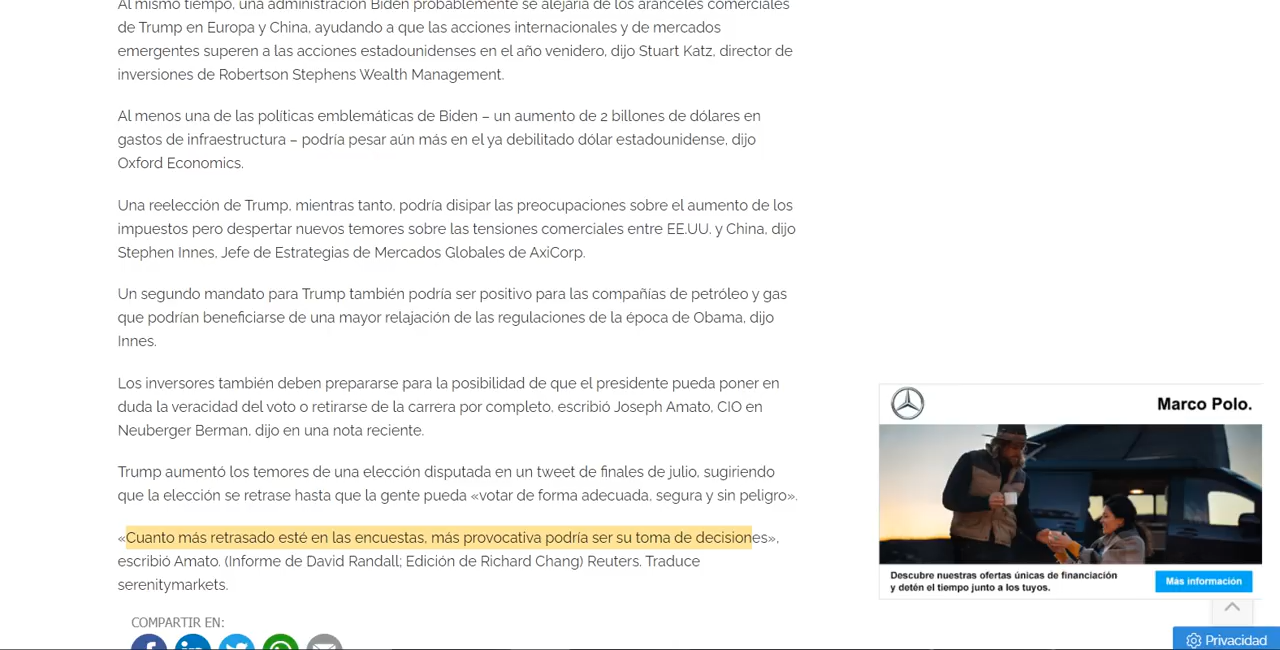 Al mismo tiempo, una administración Biden probablemente se alejaría de los aranceles comerciales
de Trump en Europa y China, ayudando a que las acciones internacionales y de mercados
emergentes superen a las acciones estadounidenses en el año venidero, dijo Stuart Katz, director de
inversiones de Robertson Stephens Wealth Management.
Al menos una de las políticas emblemáticas de Biden – un aumento de 2 billones de dólares en
gastos de infraestructura – podría pesar aún más en el ya debilitado dólar estadounidense, dijo
Oxford Economics.
Una reelección de Trump, mientras tanto, podría disipar las preocupaciones sobre el aumento de los
impuestos pero despertar nuevos temores sobre las tensiones comerciales entre EE.UU. y China, dijo
Stephen Innes, Jefe de Estrategias de Mercados Globales de AxiCorp.
Un segundo mandato para Trump también podría ser positivo para las compañías de petróleo y gas
que podrían beneficiarse de una mayor relajación de las regulaciones de la época de Obama, dijo
Innes.
Los inversores también deben prepararse para la posibilidad de que el presidente pueda poner en
duda la veracidad del voto o retirarse de la carrera por completo, escribió Joseph Amato, CIO en
Neuberger Berman, dijo en una nota reciente.
Trump aumentó los temores de una elección disputada en un tweet de finales de julio, sugiriendo
que la elección se retrase hasta que la gente pueda «votar de forma adecuada, segura y sin peligro».
«Cuanto más retrasado esté en las encuestas, más provocativa podría ser su toma de decisiones»,
escribió Amato. (Informe de David Randall; Edición de Richard Chang) Reuters. Traduce
serenitymarkets.
COMPARTIR EN:
Marco Polo.
Descubre nuestras ofertas únicas de financiación
y detén el tiempo junto a los tuyos.
Más información
Privacidad